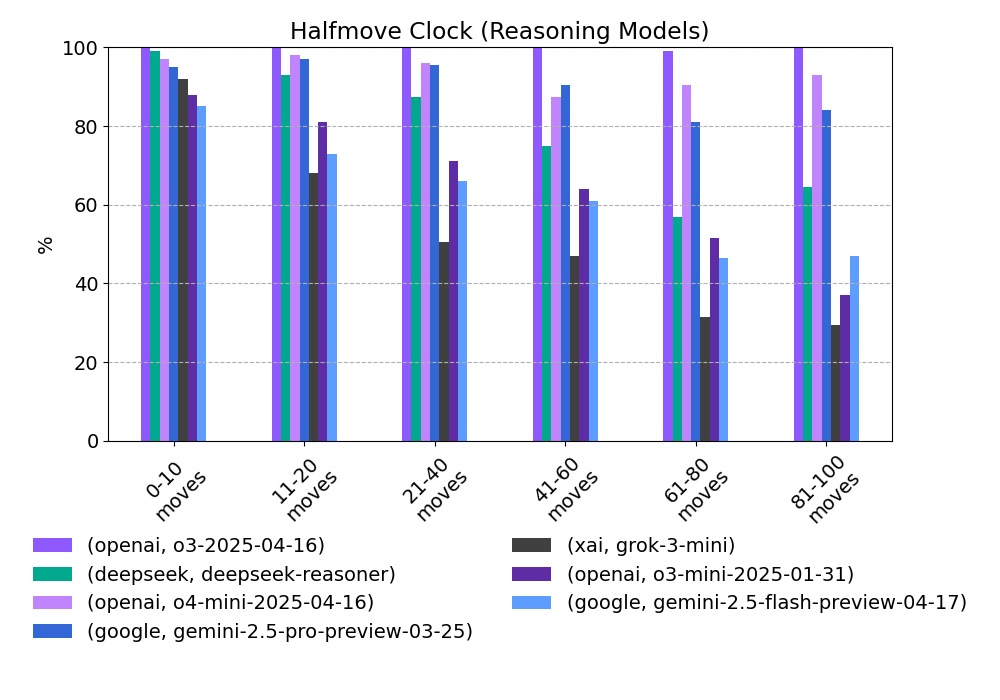 Halfmove Clock (Reasoning Models)
100
80
60
40
20
0
%
0-10
moves
11-20
moves
21-40
moves
41-60
moves
61-80
moves
81-100
moves
(openai, o3-2025-04-16)
(deepseek, deepseek-reasoner)
(openai, o4-mini-2025-04-16)
(google, gemini-2.5-pro-preview-03-25)
(xai, grok-3-mini)
(openai, o3-mini-2025-01-31)
(google, gemini-2.5-flash-preview-04-17)